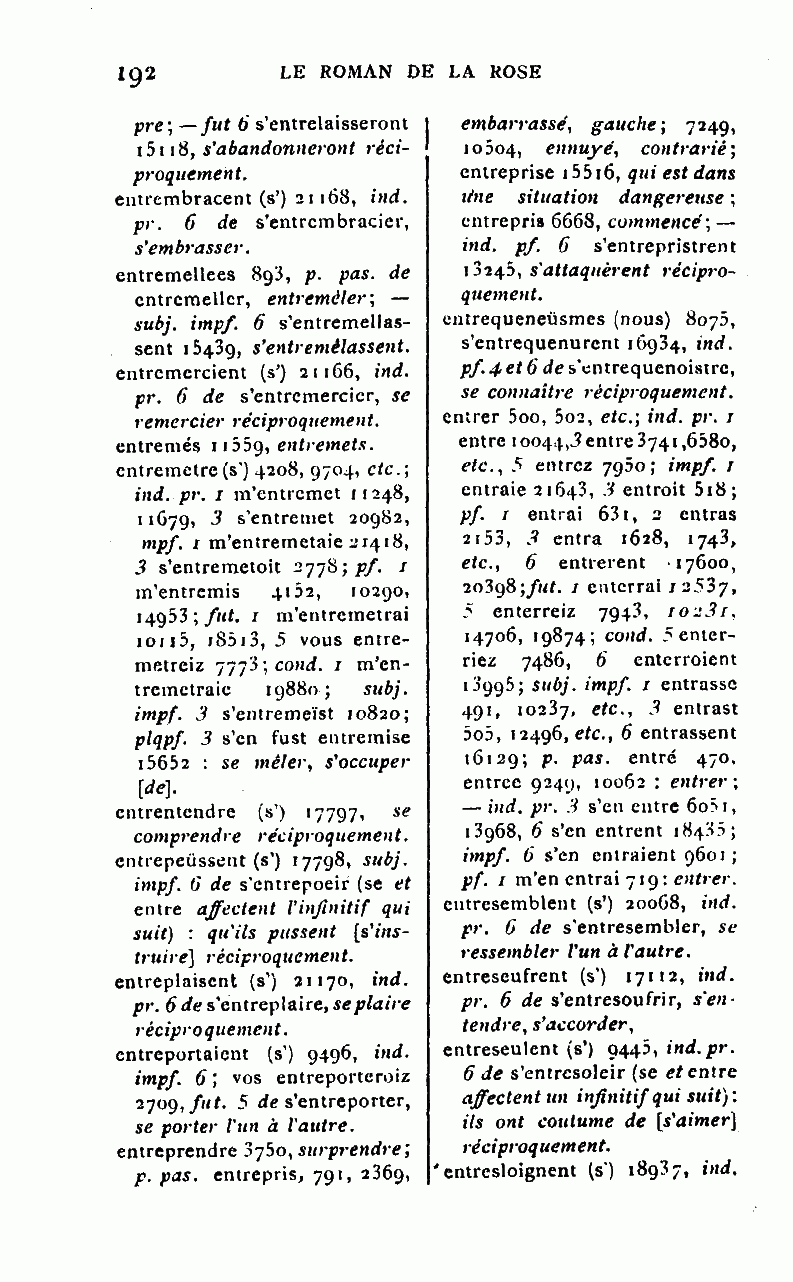 192 LE ROMAN DE LA ROSE
pre; — fut 6 s'entrelaisseront
15118, s'abandonneront réci-
proquement.
entrembracent (s') 21168, ind.
pr. 6 de s'entrembracier,
s'embrasser.
entremellees 893, p. pas. de
entremeller, entremêler; —
subj. impf. 6 s'entremellas-
sent 15439, s'entremêlassent.
entremercient (s') 21166, ind.
pr. 6 de s'entremercier, se
remercier réciproquement.
entremés 11559, entremets.
entremetre (s') 4208, 9704, etc.;
ind. pr. 1 m'entremet 11248,
11679, 3 s'entremet 20982,
mpf. 1 m'entremetaie 21418,
3 s'entremetoit 2778; pf. 1
m'entremis 4152, 10290,
14953; fut. 1 m'entremetrai
10115, 18513, 5 vous entre-
metreiz 7773; cond. 1 m'en-
tremetraie 19880; subj.
impf. 3 s'entremeïst 10820;
plqpf. 3 s'en fust entremise
15652 : se mêler, s'occuper
[de].
entrentendre (s') 17797, se
comprendre réciproquement.
entrepeüssent (s') 17798, subj.
impf. 6 de s'entrepoeir (se et
entre affectent l'infinitif qui
suit) : qu'ils pussent [s'ins-
truire] réciproquement.
entreplaisent (s') 21170, ind.
pr. 6 de s'entreplaire, se plaire
réciproquement.
entreportaient (s') 9496, ind.
impf. 6; vos entreporteroiz
2709, fut. 5 de s'entreporter,
se porter l'un à l'autre.
entreprendre 3750, surprendre;
p. pas. entrepris, 791, 2369,
embarrassé, gauche; 7249,
10504, ennuyé, contrarié;
entreprise 15516, qui est dans
une situation dangereuse;
entrepris 6668, commencé; —
ind. pf. 6 s'entrepristrent
13245, s'attaquèrent récipro-
quement.
entrequeneüsmes (nous) 8075,
s'entrequenurent 16934, ind.
pf. 4 et 6 de s'entrequenoistre,
se connaître réciproquement.
entrer 500, 502, etc.; ind. pr. 1
entre 10044, 3 entre 3741, 6580,
etc., 5 entrez 7950; impf. 1
entraie 21643, 3 entroit 518;
pf. 1 entrai 631, 2 entras
2153, 3 entra 1628, 1743,
etc., 6 entrerent 17600,
20398; fut. 1 enterrai 12537,
5 enterreiz 7943, 10231,
14706, 19874; cond. 5 enter-
riez 7486, 6 enterroient
13995; subj. impf. 1 entrasse
491, 10237, etc., 3 entrast
505, 12496, etc., 6 entrassent
16129; p. pas. entré 470,
entree 9249, 10062 : entrer;
— ind. pr. 3 s'en entre 6051,
13968, 6 s'en entrent 18435;
impf. 6 s'en entraient 9601;
pf. 1 m'en entrai 719: entrer.
entresemblent (s') 20068, ind.
pr. 6 de s'entresembler, se
ressembler l'un à l'autre.
entreseufrent (s') 17112, ind.
pr. 6 de s'entresoufrir, s'en-
tendre, s'accorder,
entreseulent (s') 9445, ind. pr.
6 de s'entresoleir (se et entre
affectent un infinitif qui suit):
ils ont coutume de [s'aimer]
réciproquement.
entresloignent (s') 18937, ind.